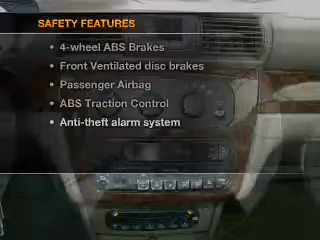 SAFETY FEATURES
• 4-wheel ABS Brakes
• Front Ventilated disc brakes
• Passenger Airbag
• ABS Traction Control
• Anti-theft alarm system